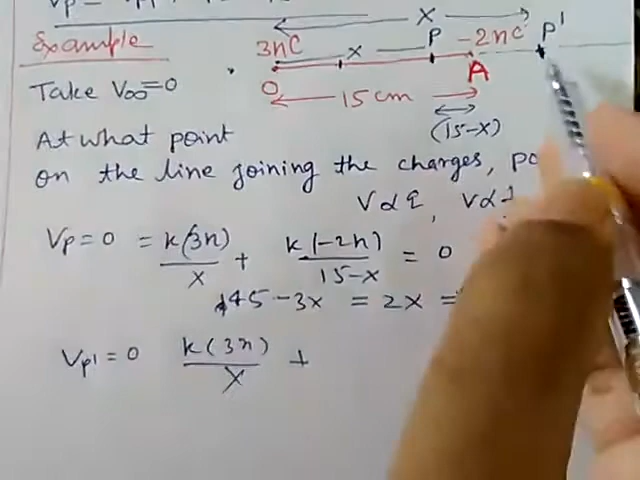 Vp =
Example
X
3nC x P -2nC P'
Take V∞=0
O 15 cm A
(15-x)
At what point
on the line joining the charges,
V α q, V α
Vp = 0 = k(3n)/x + k(-2n)/15-x = 0
45-3x = 2x =
Vp' = 0 k(3n)/X +